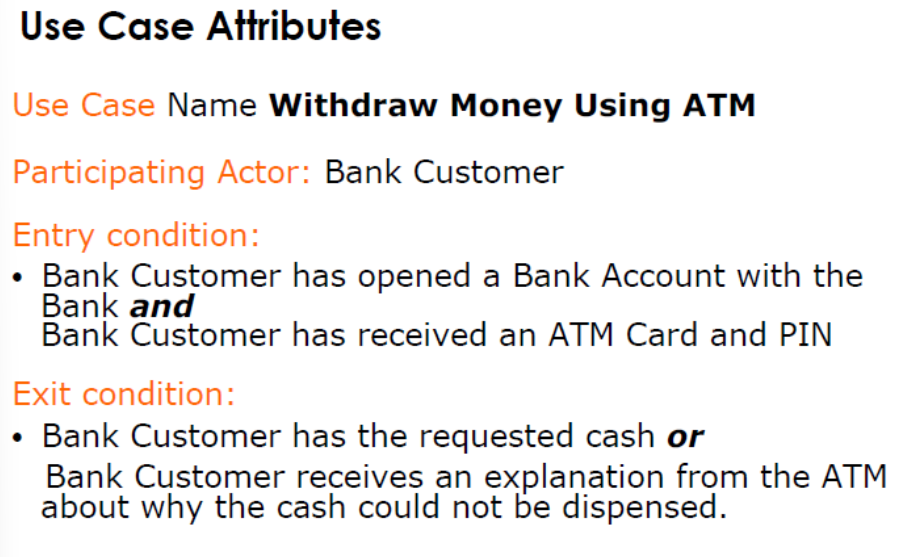 Use Case Attributes
Use Case Name Withdraw Money Using ATM
Participating Actor: Bank Customer
Entry condition:
• Bank Customer has opened a Bank Account with the
Bank and
Bank Customer has received an ATM Card and PIN
Exit condition:
• Bank Customer has the requested cash or
Bank Customer receives an explanation from the ATM
about why the cash could not be dispensed.